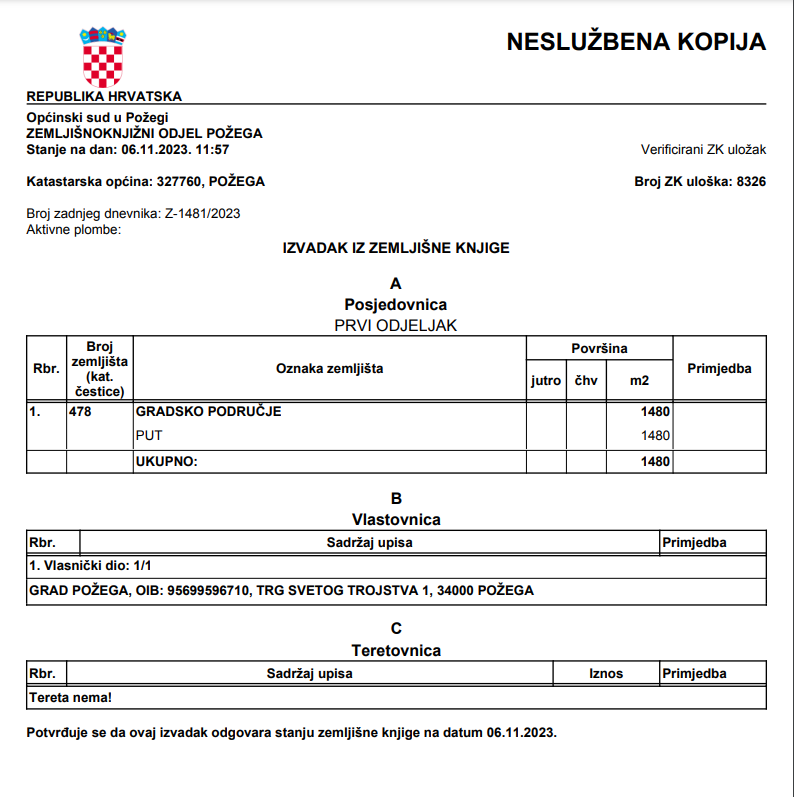 NESLUŽBENA KOPIJA
REPUBLIKA HRVATSKA
Općinski sud u Požegi
ZEMLJIŠNOKNJIŽNI ODJEL POŽEGA
Stanje na dan: 06.11.2023. 11:57
Verificirani ZK uložak
Katastarska općina: 327760, POŽEGA
Broj ZK uloška: 8326
Broj zadnjeg dnevnika: Z-1481/2023
Aktivne plombe:
IZVADAK IZ ZEMLJIŠNE KNJIGE
A
Posjedovnica
PRVI ODJELJAK
Rbr.
Broj
zemljišta
(kat.
čestice)
Oznaka zemljišta
Površina
jutro čhv m2
Primjedba
1. 478 GRADSKO PODRUČJE 1480
PUT 1480
UKUPNO: 1480
B
Vlastovnica
Rbr. Sadržaj upisa Primjedba
1. Vlasnički dio: 1/1
GRAD POŽEGA, OIB: 95699596710, TRG SVETOG TROJSTVA 1, 34000 POŽEGA
C
Teretovnica
Rbr. Sadržaj upisa Iznos Primjedba
Tereta nema!
Potvrđuje se da ovaj izvadak odgovara stanju zemljišne knjige na datum 06.11.2023.